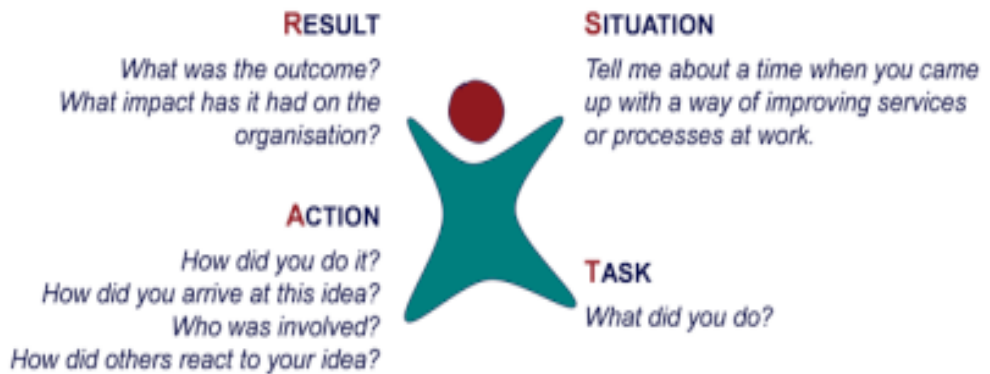 RESULT
What was the outcome?
What impact has it had on the
organisation?
SITUATION
Tell me about a time when you came
up with a way of improving services
or processes at work.
ACTION
How did you do it?
How did you arrive at this idea?
Who was involved?
How did others react to your idea?
TASK
What did you do?